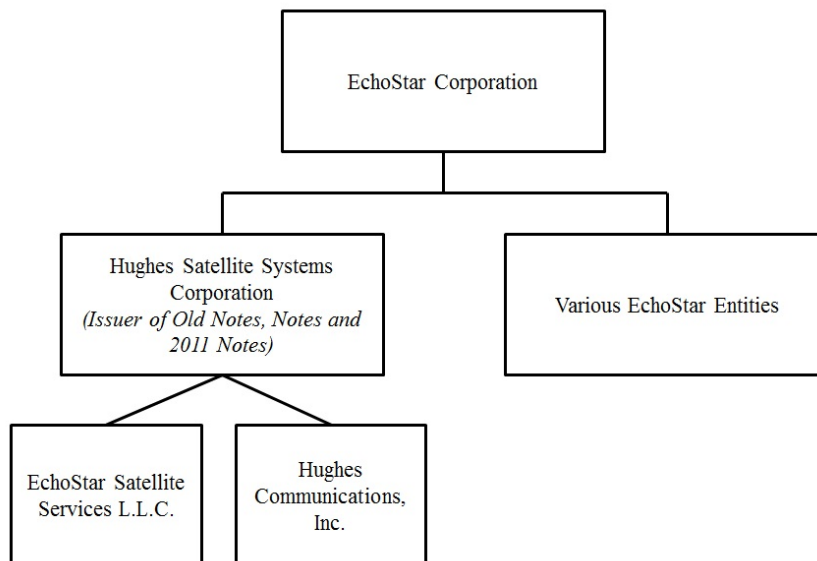 EchoStar Corporation
Hughes Satellite Systems
Corporation
(Issuer of Old Notes, Notes and
2011 Notes)
Various EchoStar Entities
EchoStar Satellite
Services L.L.C.
Hughes
Communications,
Inc.